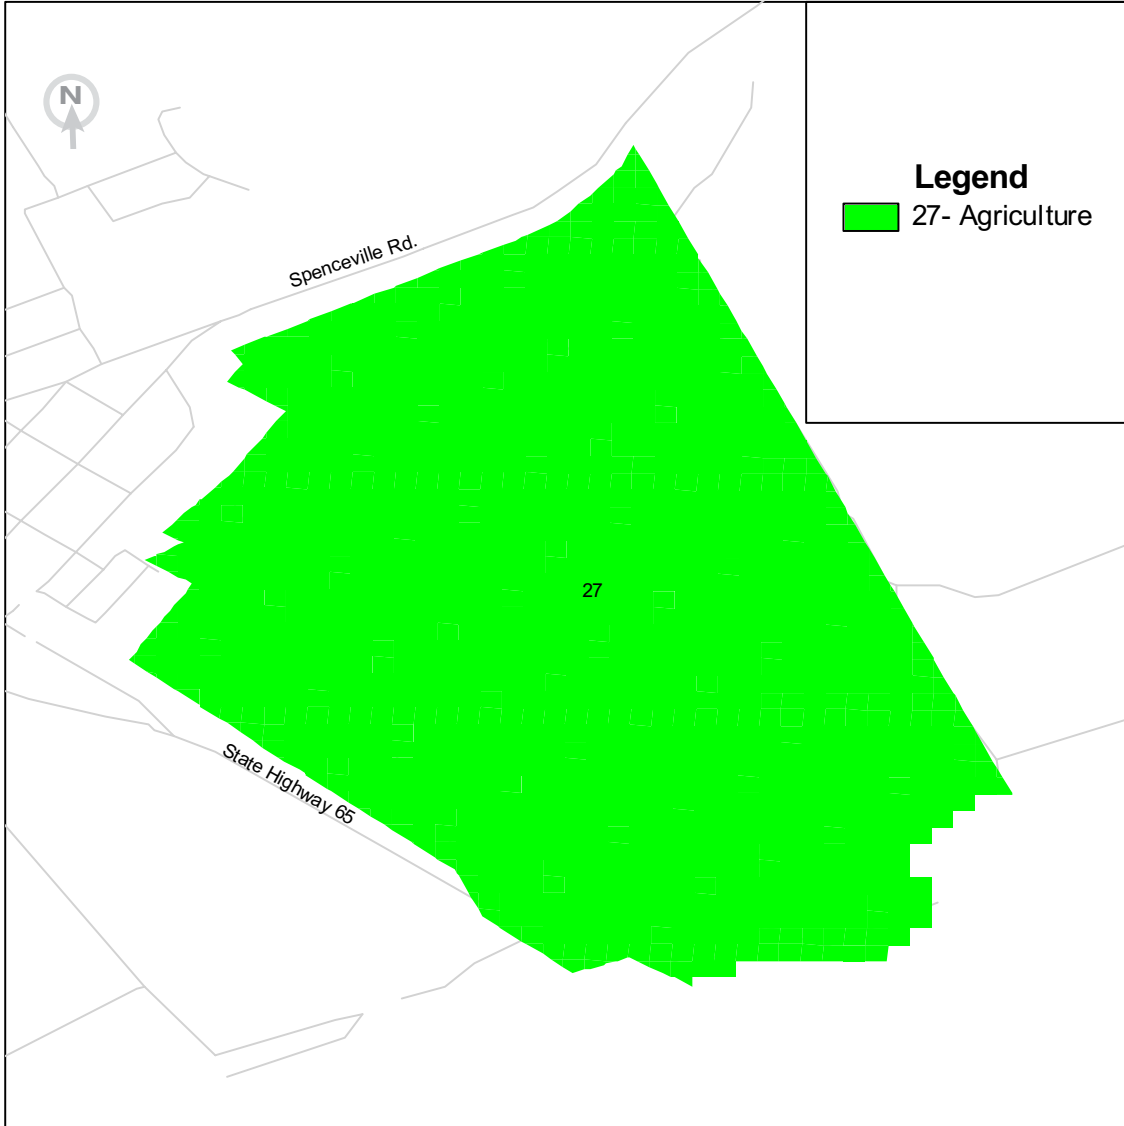 N
Legend
27- Agriculture
Spenceville Rd.
27
State Highway 65